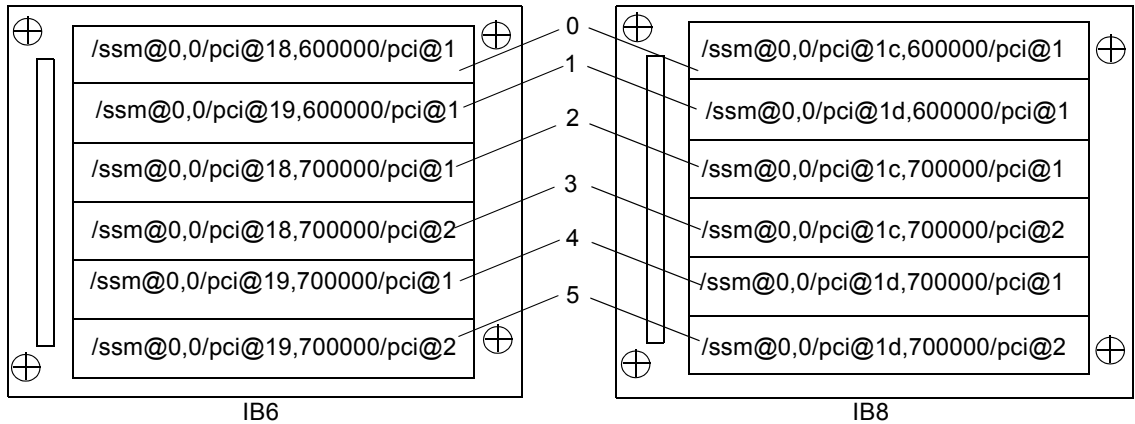 /ssm@0,0/pci@18,600000/pci@1 0 /ssm@0,0/pci@1c,600000/pci@1
/ssm@0,0/pci@19,600000/pci@1 1 /ssm@0,0/pci@1d,600000/pci@1
/ssm@0,0/pci@18,700000/pci@1 2 /ssm@0,0/pci@1c,700000/pci@1
/ssm@0,0/pci@18,700000/pci@2 3 /ssm@0,0/pci@1c,700000/pci@2
/ssm@0,0/pci@19,700000/pci@1 4 /ssm@0,0/pci@1d,700000/pci@1
/ssm@0,0/pci@19,700000/pci@2 5 /ssm@0,0/pci@1d,700000/pci@2
IB6 IB8